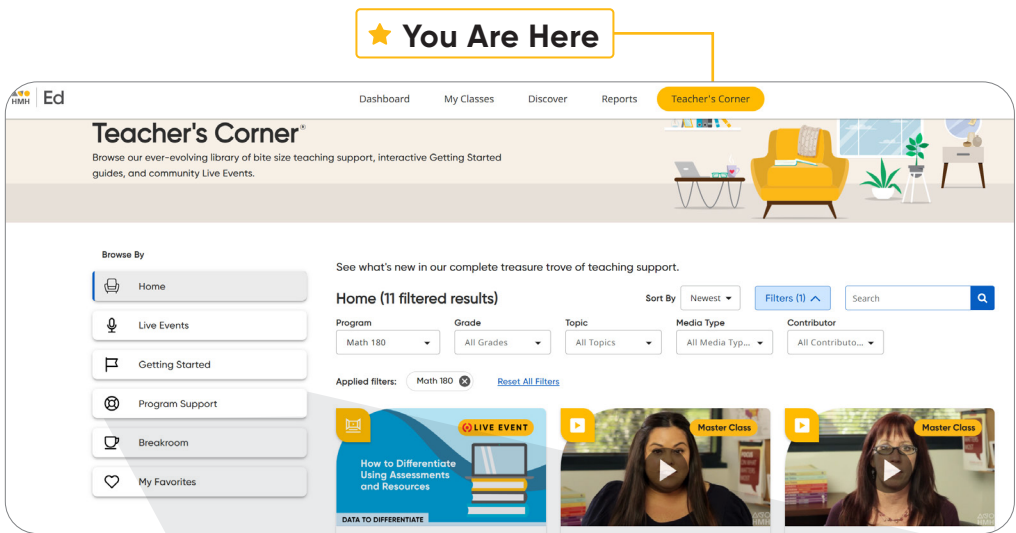 You Are Here
HMH Ed
Dashboard My Classes Discover Reports Teacher's Corner
Teacher's Corner®
Browse our ever-evolving library of bite size teaching support, interactive Getting Started
guides, and community Live Events.
Browse By
Home
Live Events
Getting Started
Program Support
Breakroom
My Favorites
See what's new in our complete treasure trove of teaching support.
Home (11 filtered results)
Sort By Newest Filters (1) Search
Program Grade Topic Media Type Contributor
Math 180 All Grades All Topics All Media Typ... All Contributo...
Applied filters: Math 180 Reset All Filters
LIVE EVENT
How to Differentiate
Using Assessments
and Resources
DATA TO DIFFERENTIATE
Master Class
HMH
Master Class
HMH